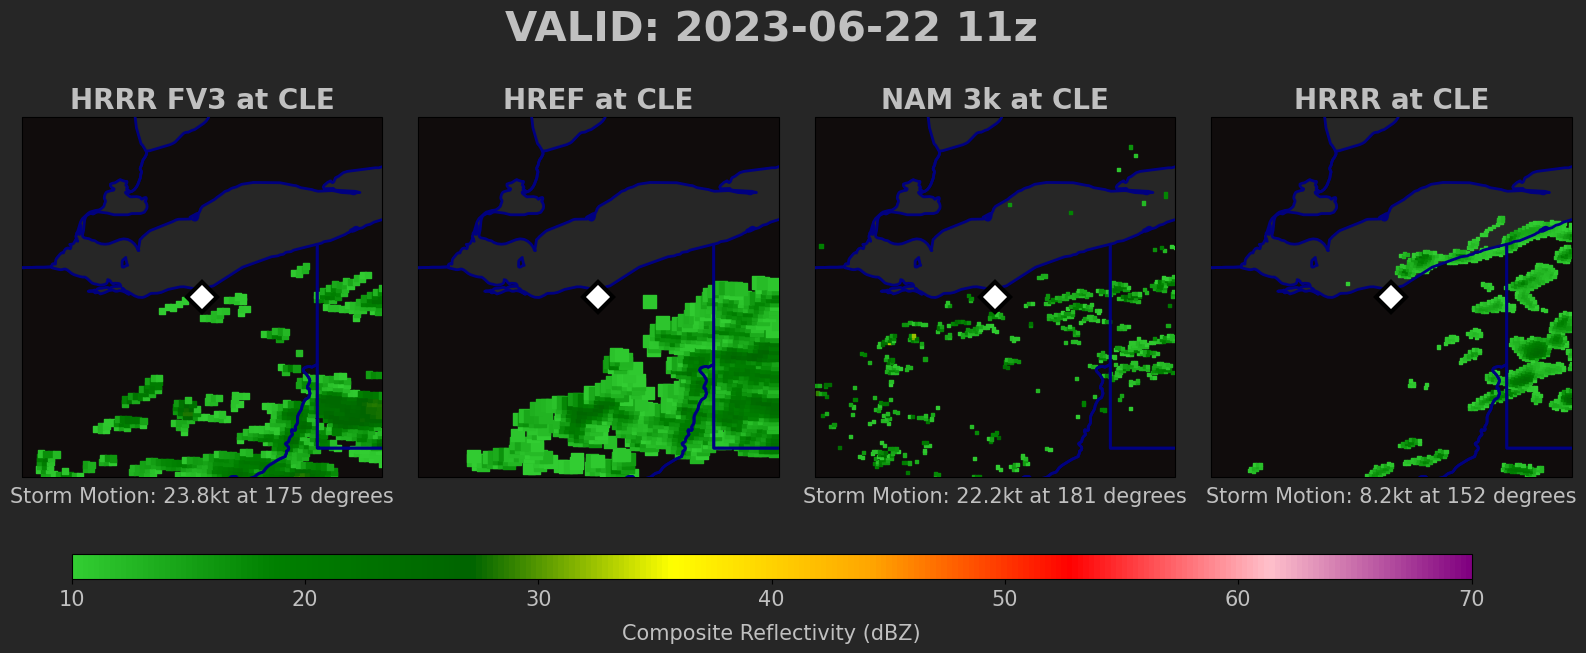 VALID: 2023-06-22 11z
HRRR FV3 at CLE
HREF at CLE
NAM 3k at CLE
HRRR at CLE
Storm Motion: 23.8kt at 175 degrees
Storm Motion: 22.2kt at 181 degrees
Storm Motion: 8.2kt at 152 degrees
10 20 30 40 50 60 70
Composite Reflectivity (dBZ)